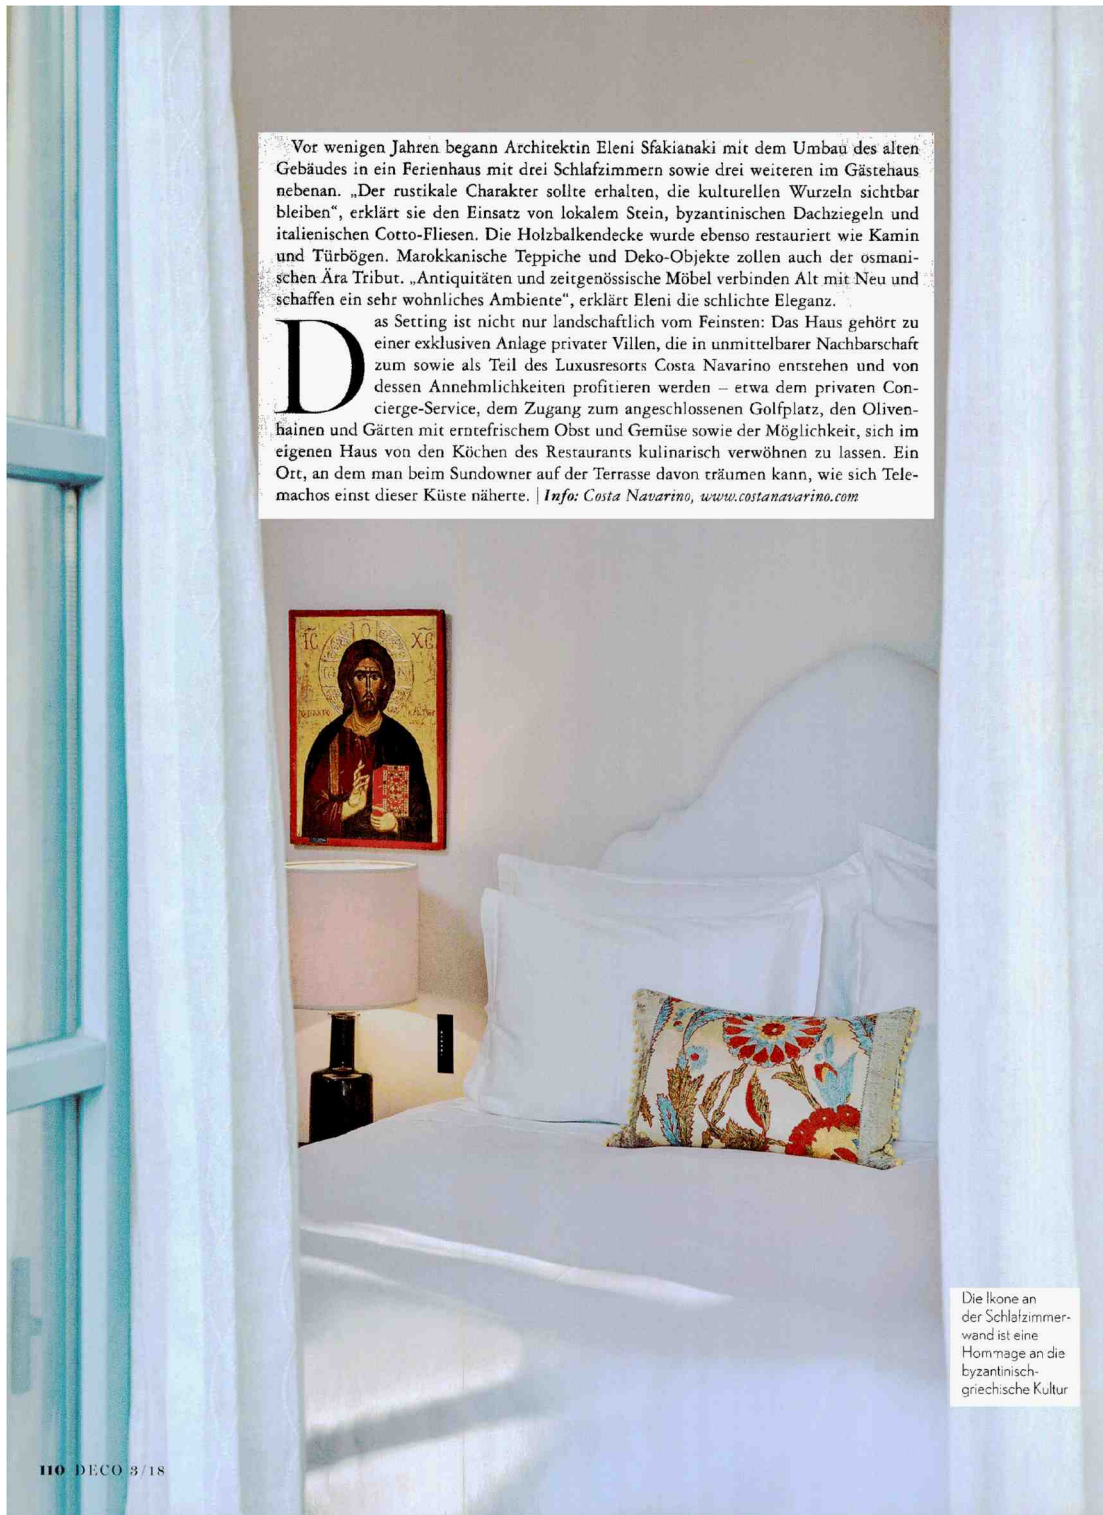 Vor wenigen Jahren begann Architektin Eleni Sfakianaki mit dem Umbau des alten
Gebäudes in ein Ferienhaus mit drei Schlafzimmern sowie drei weiteren im Gästehaus
nebenan. „Der rustikale Charakter sollte erhalten, die kulturellen Wurzeln sichtbar
bleiben“, erklärt sie den Einsatz von lokalem Stein, byzantinischen Dachziegeln und
italienischen Cotto-Fliesen. Die Holzbalkendecke wurde ebenso restauriert wie Kamin
und Türbögen. Marokkanische Teppiche und Deko-Objekte zollen auch der osmani-
schen Ära Tribut. „Antiquitäten und zeitgenössische Möbel verbinden Alt mit Neu und
schaffen ein sehr wohnliches Ambiente“, erklärt Eleni die schlichte Eleganz.
Das Setting ist nicht nur landschaftlich vom Feinsten: Das Haus gehört zu
einer exklusiven Anlage privater Villen, die in unmittelbarer Nachbarschaft
zum sowie als Teil des Luxusresorts Costa Navarino entstehen und von
dessen Annehmlichkeiten profitieren werden – etwa dem privaten Con-
cierge-Service, dem Zugang zum angeschlossenen Golfplatz, den Oliven-
hainen und Gärten mit erntefrischem Obst und Gemüse sowie der Möglichkeit, sich im
eigenen Haus von den Köchen des Restaurants kulinarisch verwöhnen zu lassen. Ein
Ort, an dem man beim Sundowner auf der Terrasse davon träumen kann, wie sich Tele-
machos einst dieser Küste näherte. | Info: Costa Navarino, www.costanavarino.com
IC XC
Die Ikone an
der Schlafzimmer-
wand ist eine
Hommage an die
byzantinisch-
griechische Kultur
110 DECO 3/18